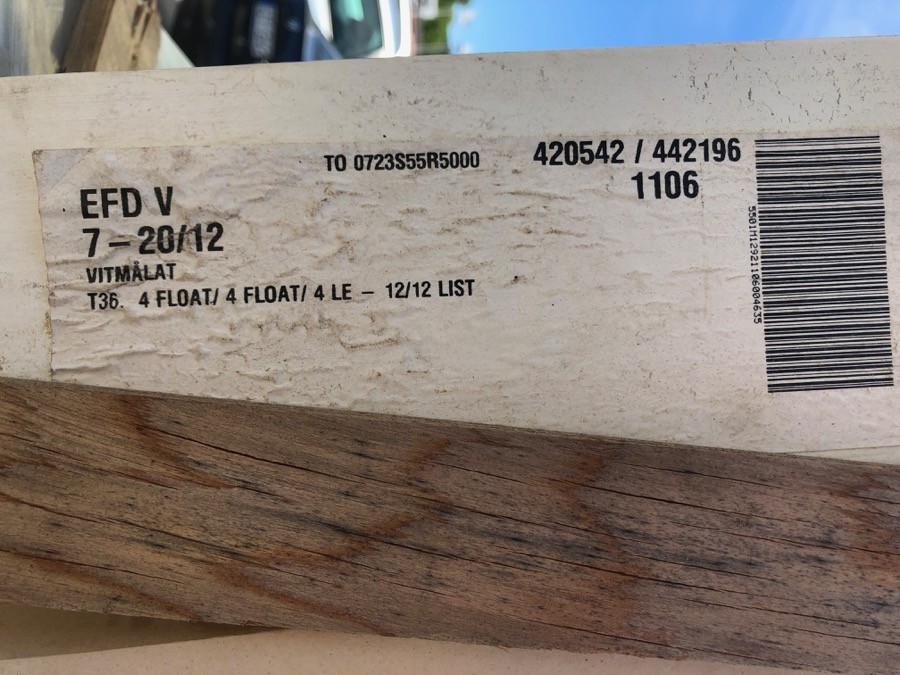 TO 0723S55R5000
420542 / 442196
1106
EFD V
7 – 20/12
VITMÅLAT
T36. 4 FLOAT/ 4 FLOAT/ 4 LE – 12/12 LIST